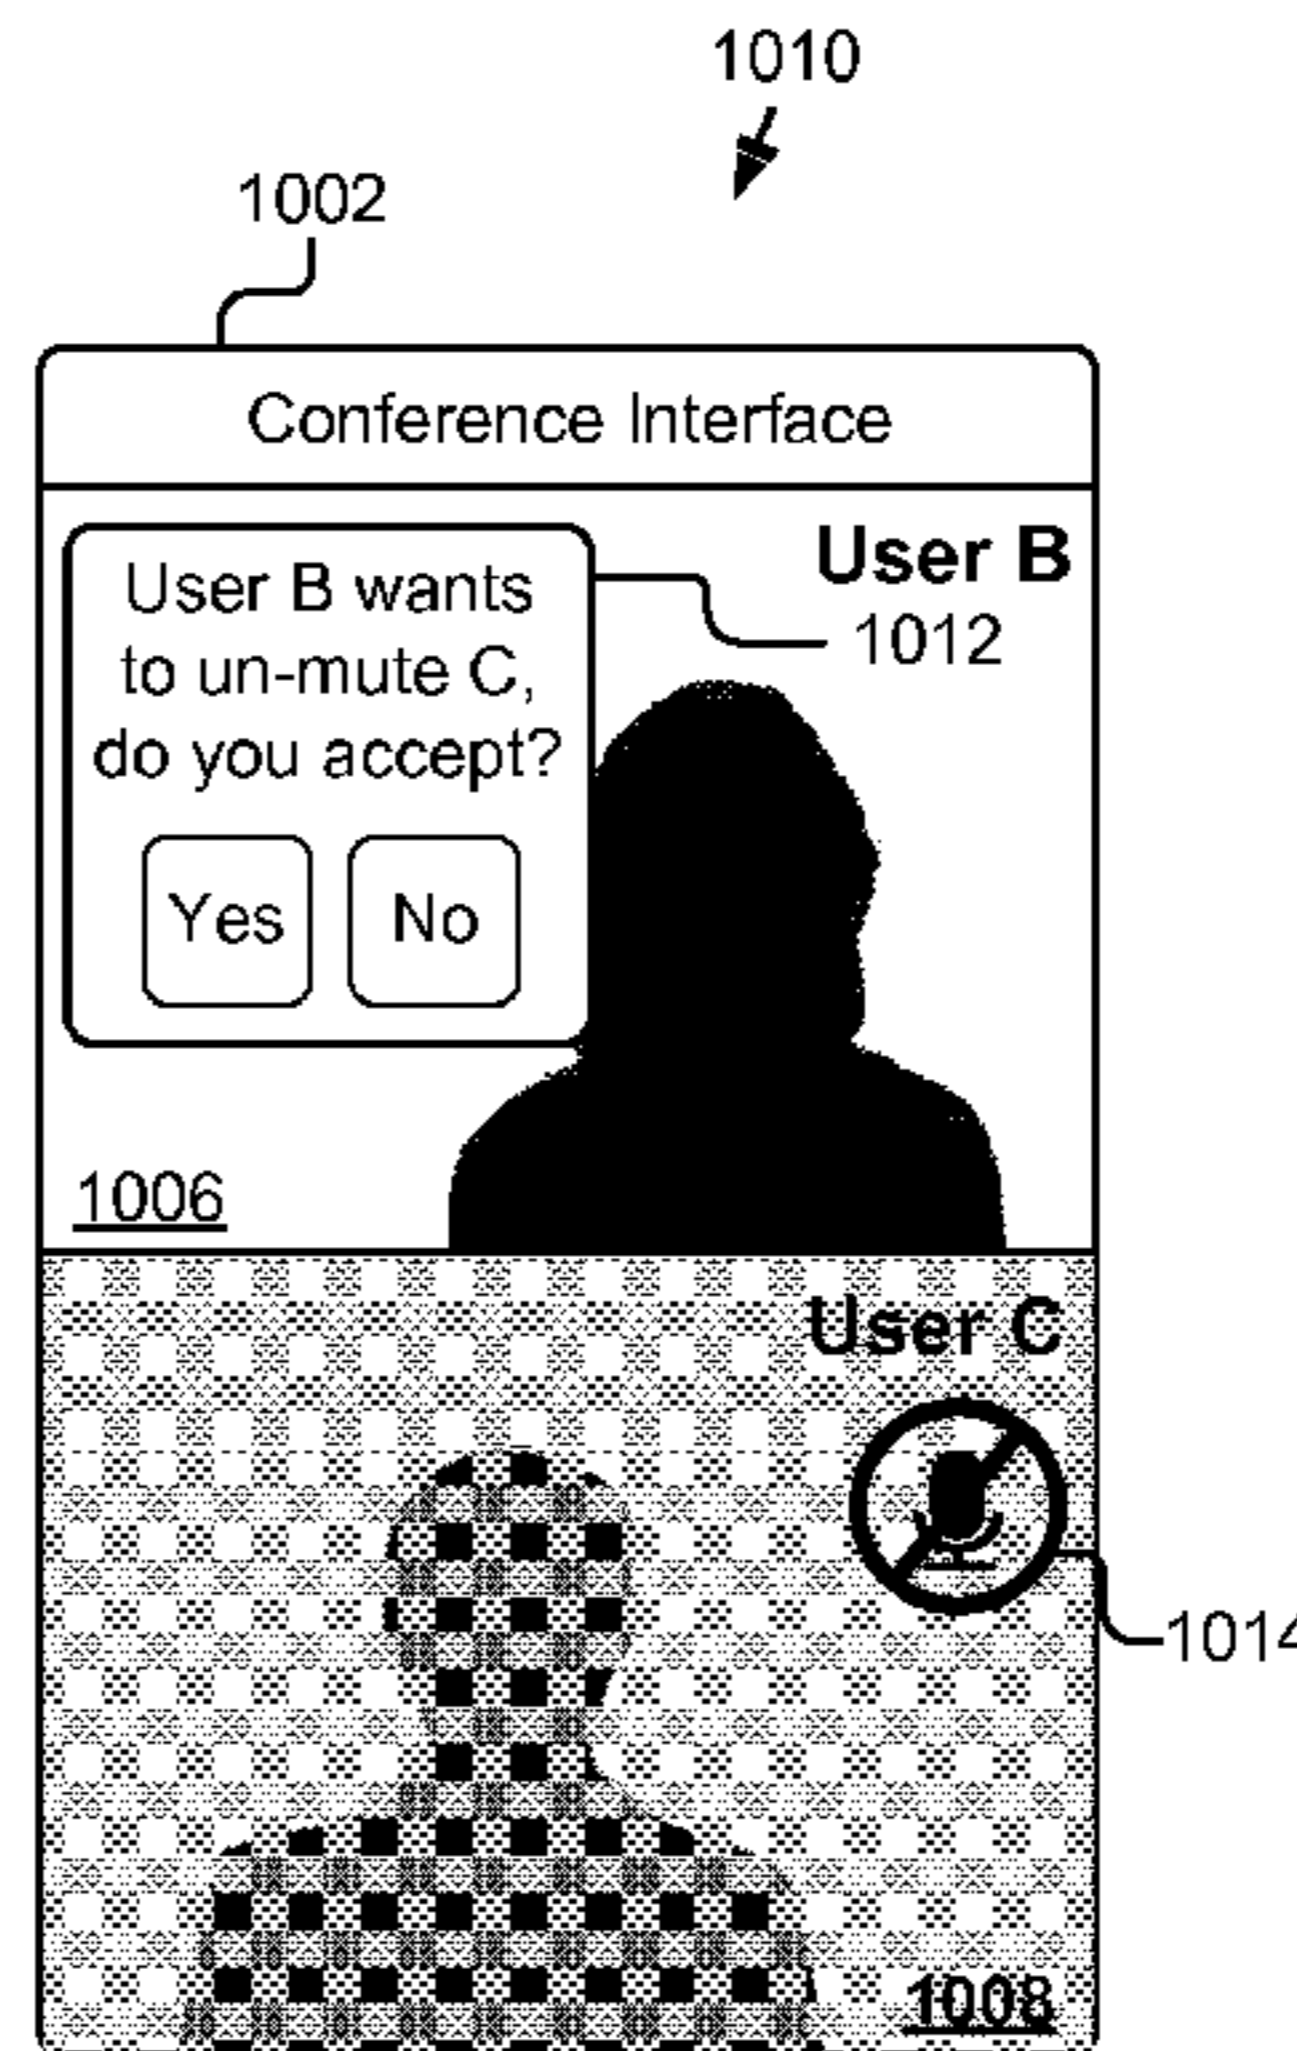 1010
1002
Conference Interface
User B wants
to un-mute C,
do you accept?
Yes No
User B
1012
1006
User C
1014
1008